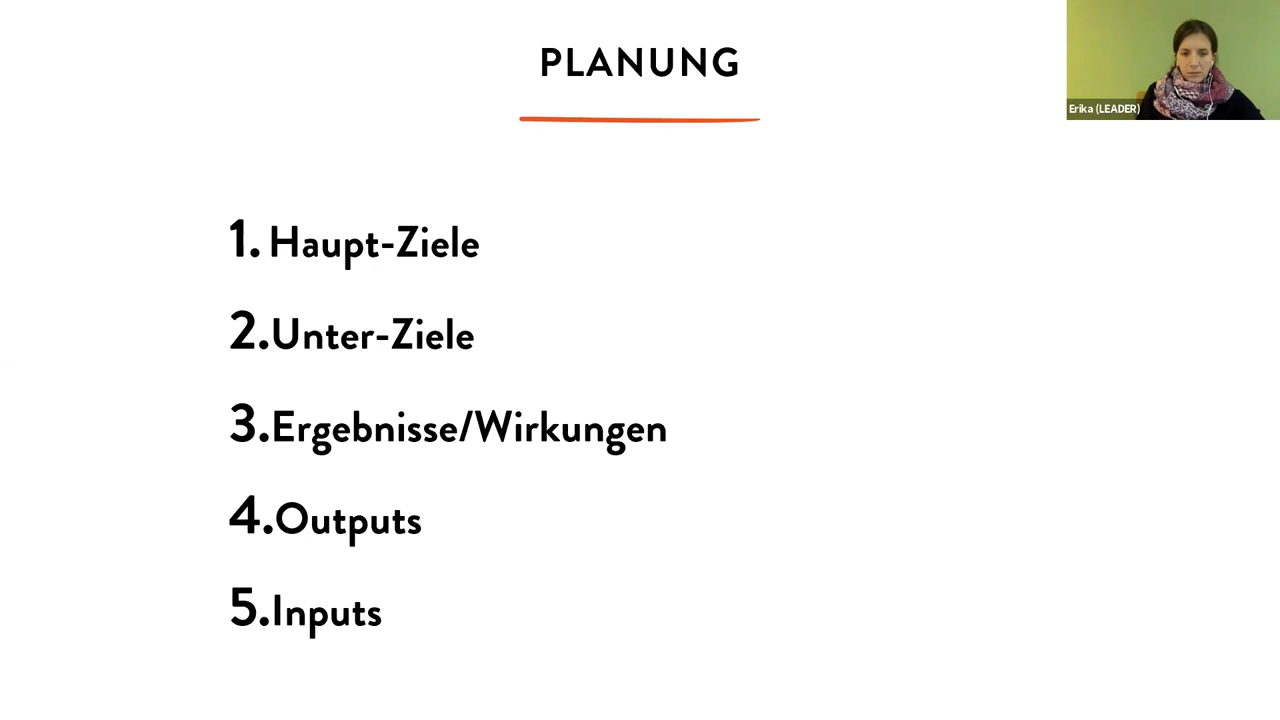 PLANUNG
Erika (LEADER)
1. Haupt-Ziele
2.Unter-Ziele
3.Ergebnisse/Wirkungen
4.Outputs
5.Inputs